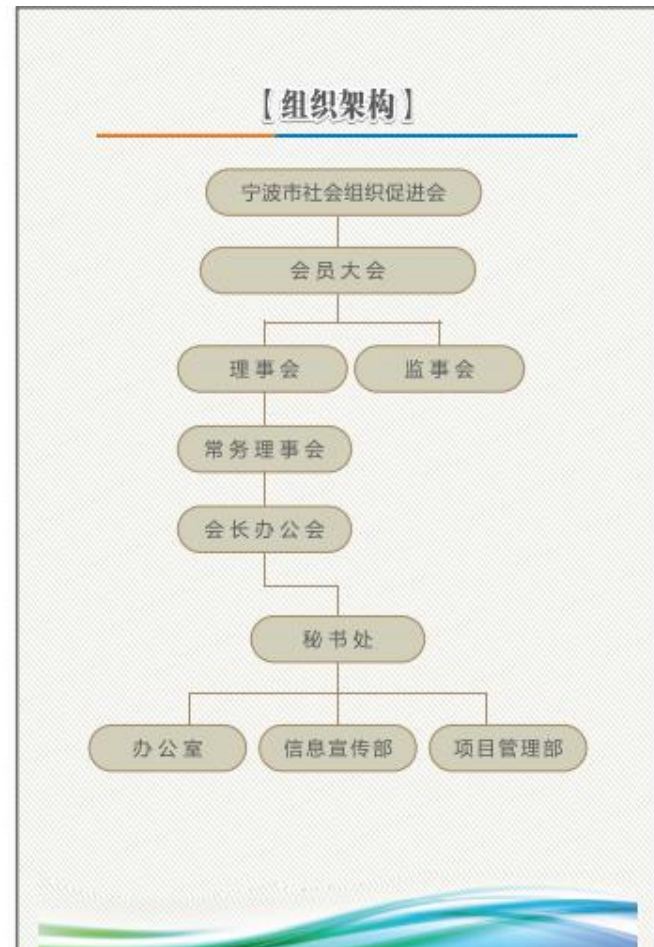 【组织架构】
宁波市社会组织促进会
会员大会
理事会
监事会
常务理事会
会长办公会
秘书处
办公室
信息宣传部
项目管理部